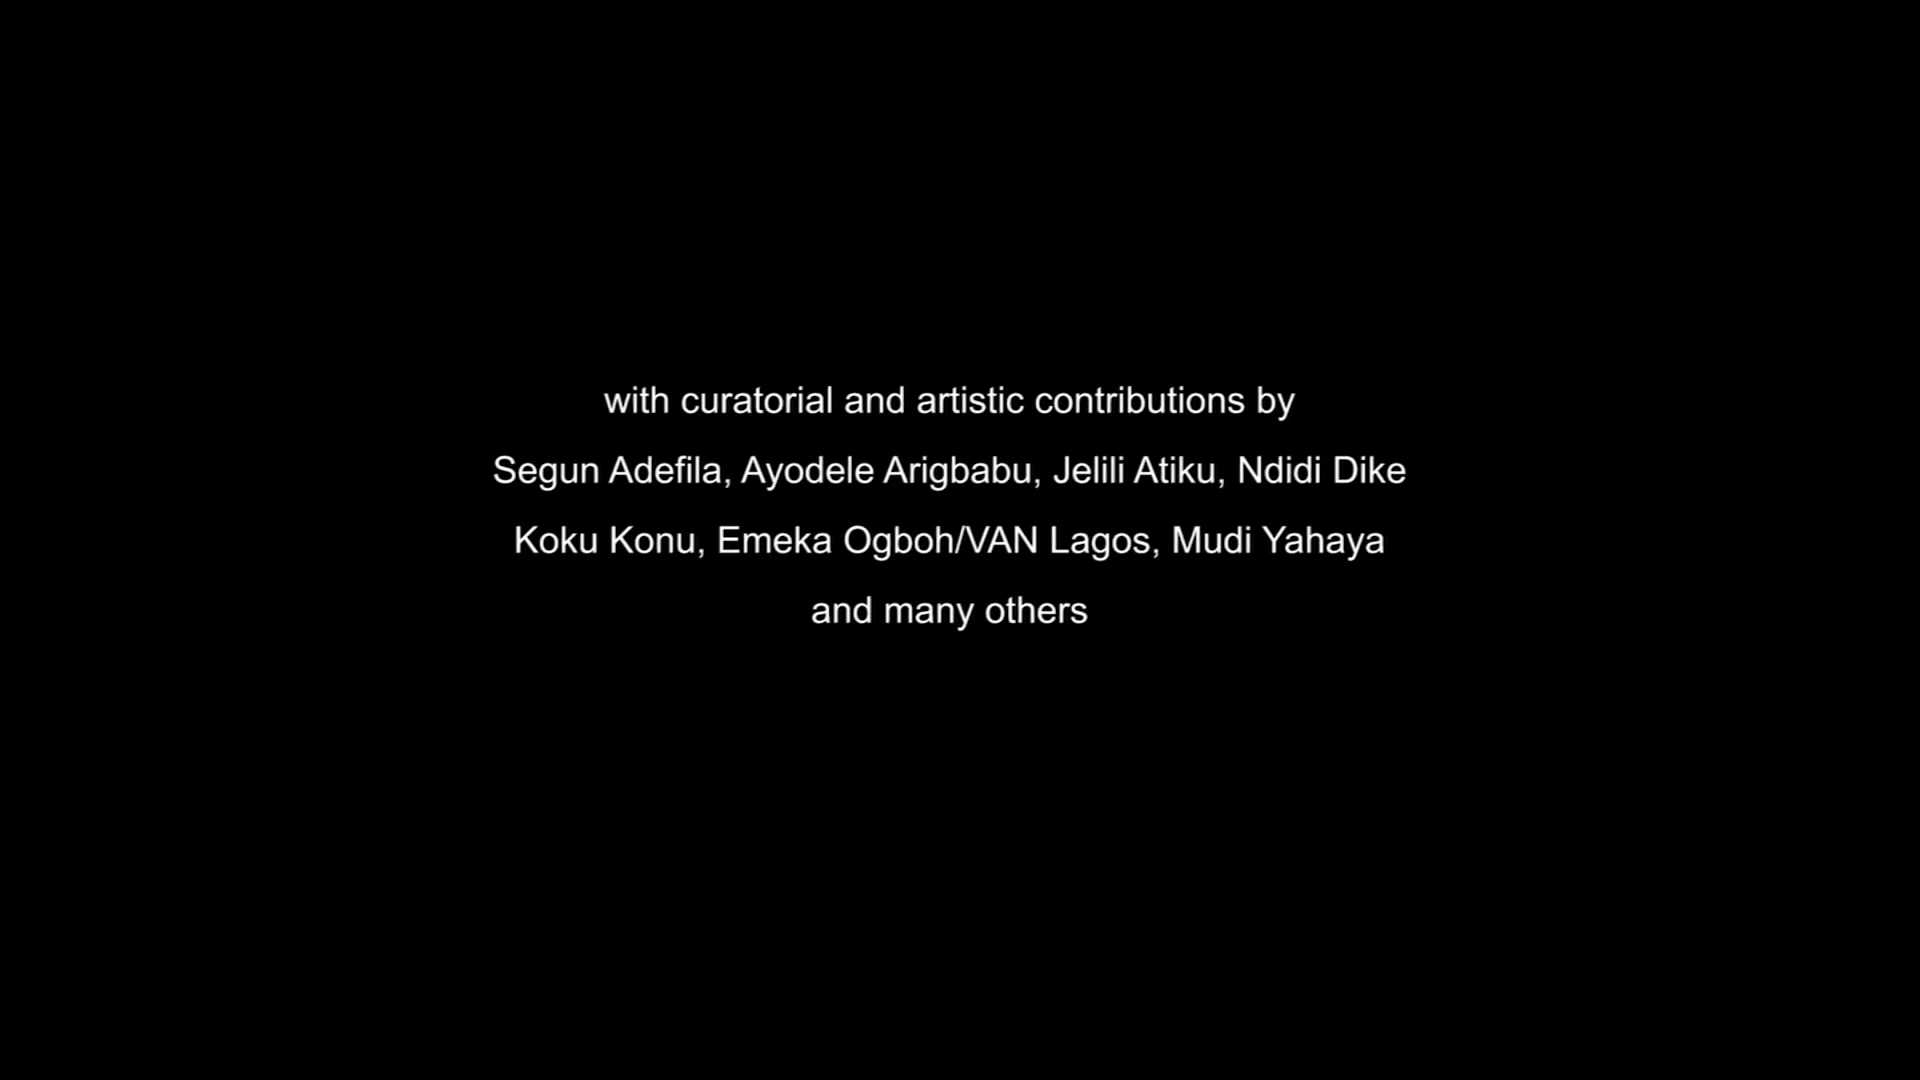 with curatorial and artistic contributions by
Segun Adefila, Ayodele Arigbabu, Jelili Atiku, Ndidi Dike
Koku Konu, Emeka Ogboh/VAN Lagos, Mudi Yahaya
and many others